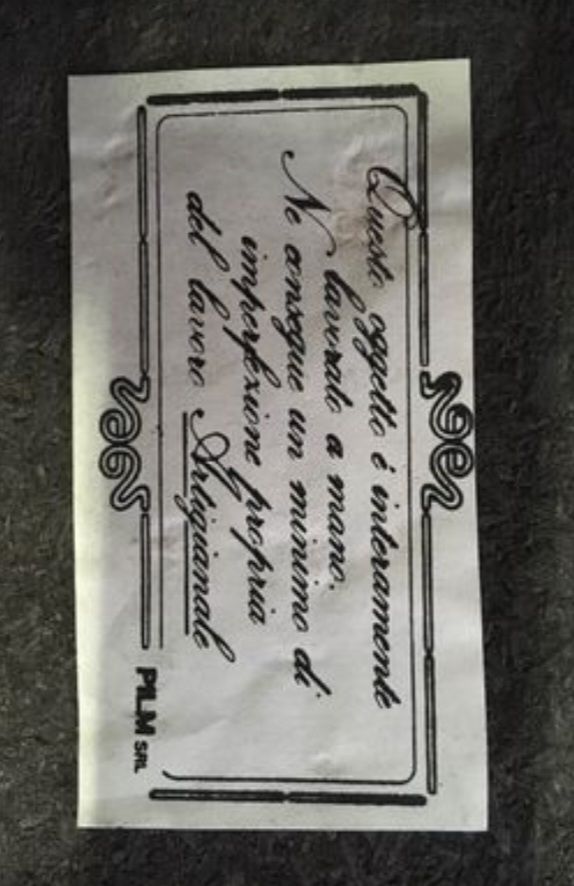 Questo oggetto é interamente
lavorato a mano.
Ne consegue un minimo di
imperfezione propria
del lavoro Artigianale
PILM SRL